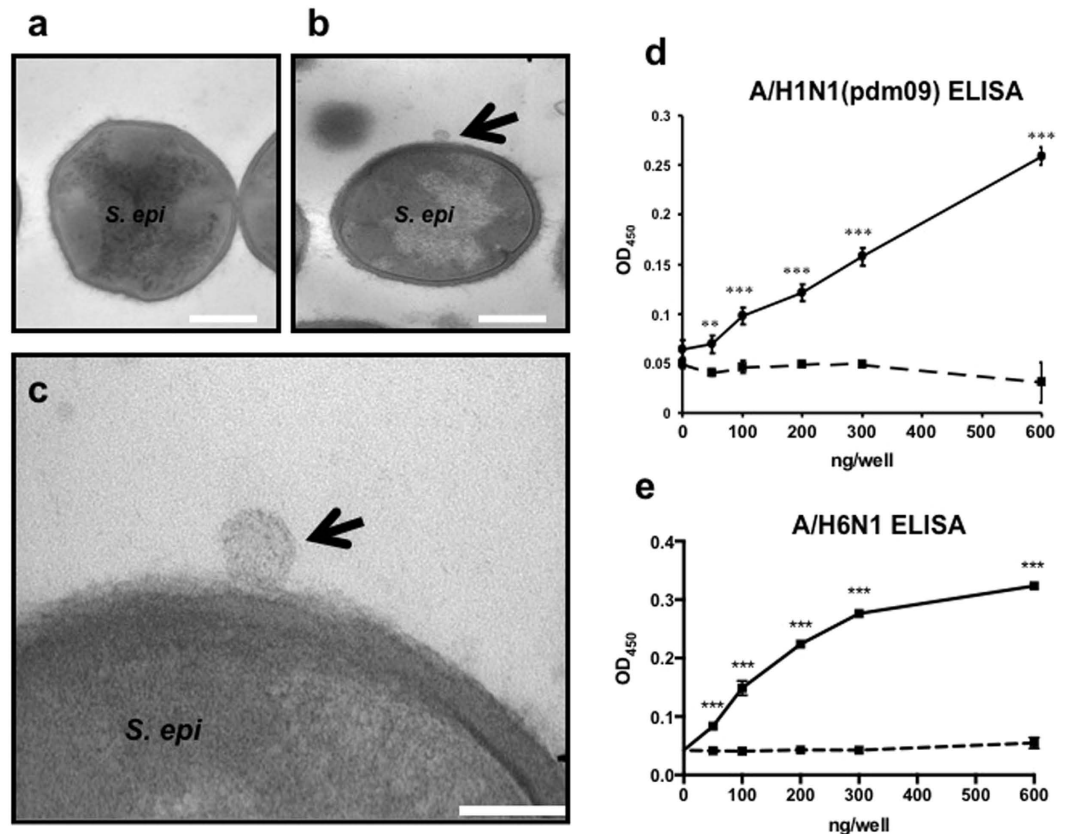 a
S. epi
b
S. epi
c
S. epi
d
A/H1N1(pdm09) ELISA
0.3
0.25
0.2
0.15
0.1
0.05
0
OD450
**
***
***
***
***
0 100 200 300 400 500 600
ng/well
e
A/H6N1 ELISA
0.4
0.3
0.2
0.1
0.0
OD450
***
***
***
***
***
0 100 200 300 400 500 600
ng/well